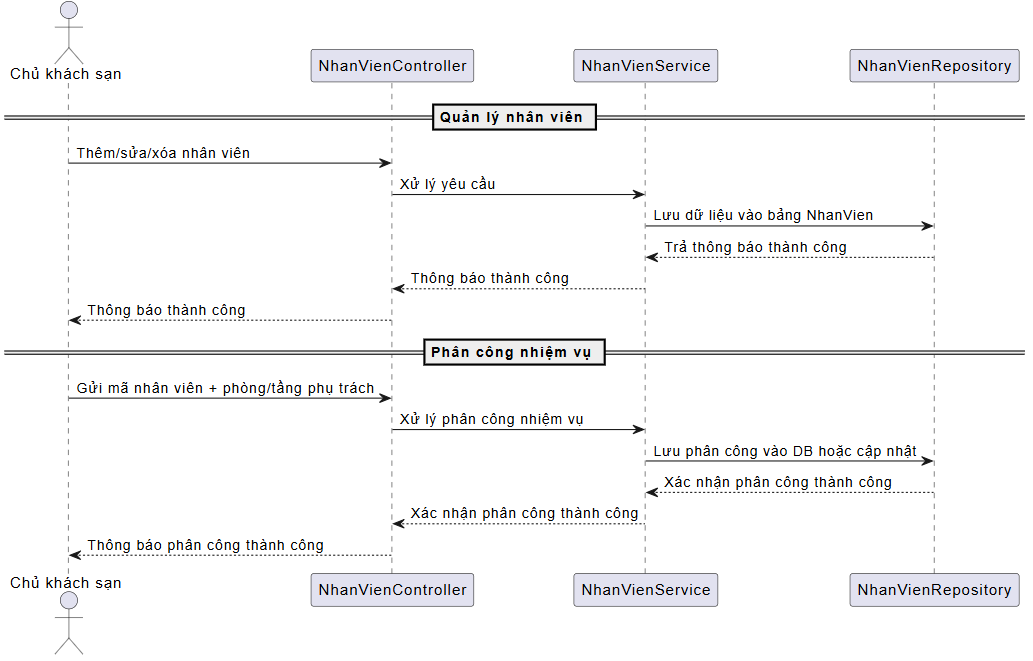 Chủ khách sạn
NhanVienController
NhanVienService
NhanVienRepository
Quản lý nhân viên
Thêm/sửa/xóa nhân viên
Xử lý yêu cầu
Lưu dữ liệu vào bảng NhanVien
Trả thông báo thành công
Thông báo thành công
Thông báo thành công
Phân công nhiệm vụ
Gửi mã nhân viên + phòng/tầng phụ trách
Xử lý phân công nhiệm vụ
Lưu phân công vào DB hoặc cập nhật
Xác nhận phân công thành công
Xác nhận phân công thành công
Thông báo phân công thành công
Chủ khách sạn
NhanVienController
NhanVienService
NhanVienRepository